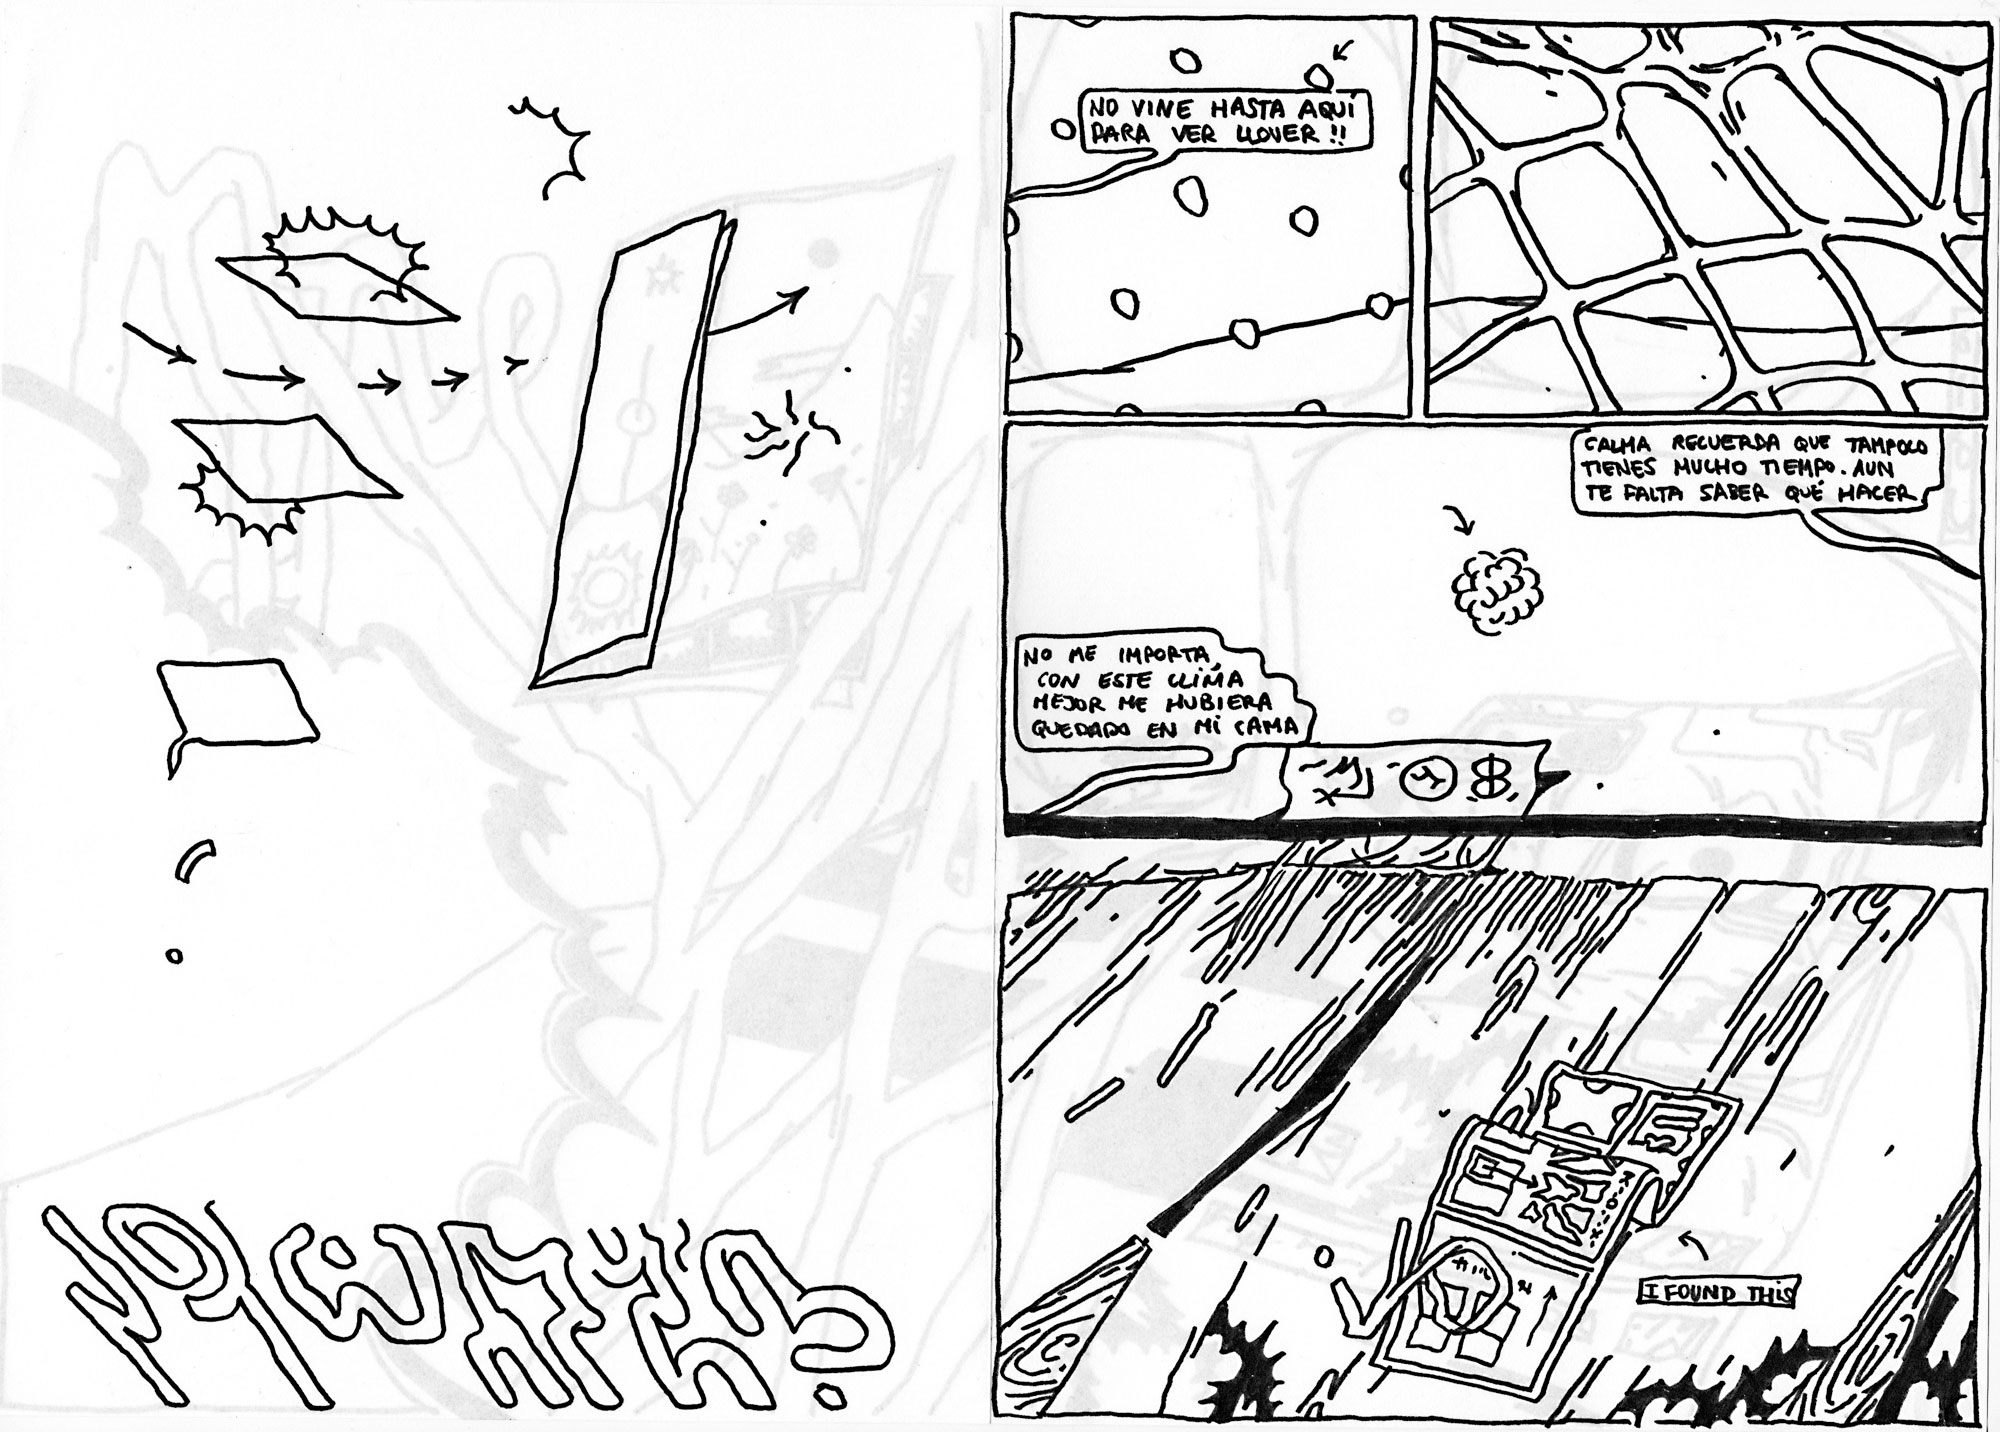 NO VINE HASTA AQUÍ
PARA VER LLOVER!!
CALMA RECUERDA QUE TAMPOCO
TIENES MUCHO TIEMPO. AUN
TE FALTA SABER QUÉ HACER.
NO ME IMPORTA,
CON ESTE CLIMA
MEJOR ME HUBIERA
QUEDADO EN MI CAMA
I FOUND THIS